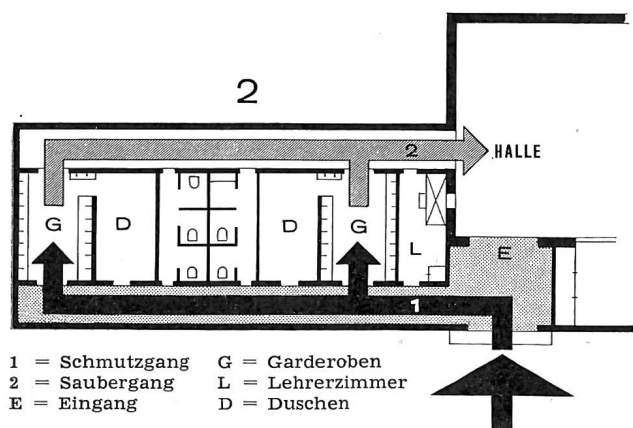 2
2 HALLE
G D D G L E
1
1 = Schmutzgang G = Garderoben
2 = Saubergang L = Lehrerzimmer
E = Eingang D = Duschen